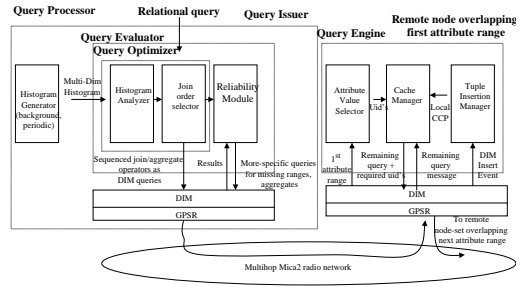 Query Processor
Relational query
Query Issuer
Remote node overlapping
first attribute range
Query Evaluator
Query Optimizer
Query Engine
Histogram
Generator
(background,
periodic)
Multi-Dim
Histogram
Histogram
Analyzer
Join
order
selector
Reliability
Module
Attribute
Value
Selector
Uid's
Cache
Manager
Local
CCP
Tuple
Insertion
Manager
Sequenced join/aggregate
operators as
DIM queries
Results
More-specific queries
for missing ranges,
aggregates
1st
attribute
range
Remaining
query +
required uid's
Remaining
query
message
DIM
Insert
Event
DIM
GPSR
DIM
GPSR
To remote
node-set overlapping
next attribute range
Multihop Mica2 radio network